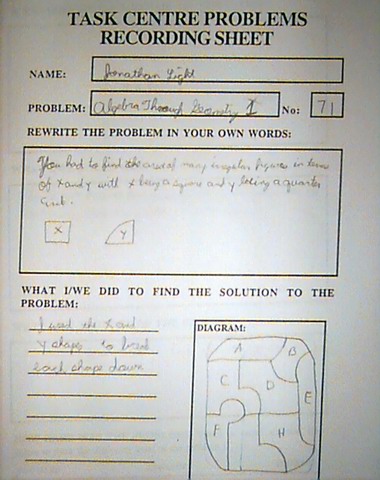 TASK CENTRE PROBLEMS
RECORDING SHEET
NAME: Jonathan Light
PROBLEM: Algebra Through Geometry I No: 71
REWRITE THE PROBLEM IN YOUR OWN WORDS:
You had to find the area of many irregular figures in terms
of x and y with x being a square and y being a quarter
circle.
X Y
WHAT I/WE DID TO FIND THE SOLUTION TO THE
PROBLEM:
I used the x and
y shapes to break
each shape down
DIAGRAM:
A B
C D E
F H